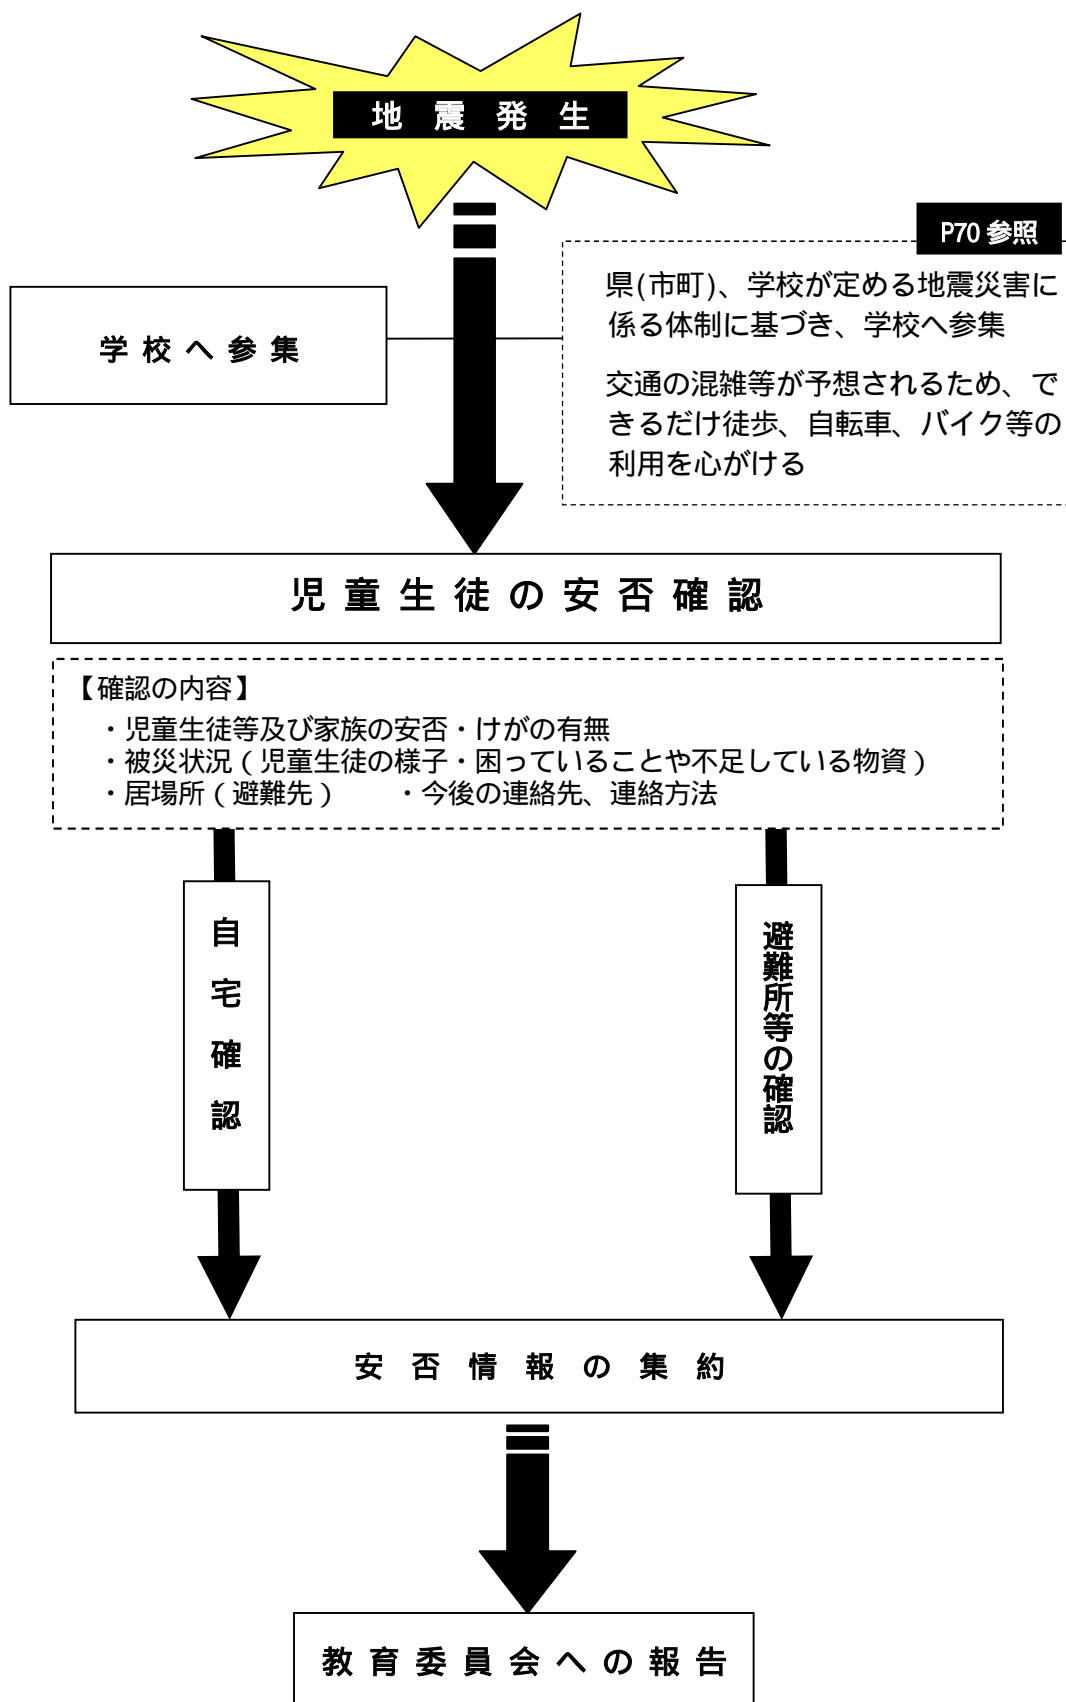 地震発生
P70参照
学校へ参集
県(市町)、学校が定める地震災害に
係る体制に基づき、学校へ参集
交通の混雑等が予想されるため、で
きるだけ徒歩、自転車、バイク等の
利用を心がける
児童生徒の安否確認
【確認の内容】
・児童生徒等及び家族の安否・けがの有無
・被災状況(児童生徒の様子・困っていることや不足している物資)
・居場所(避難先) ・今後の連絡先、連絡方法
自宅確認
避難所等の確認
安否情報の集約
教育委員会への報告